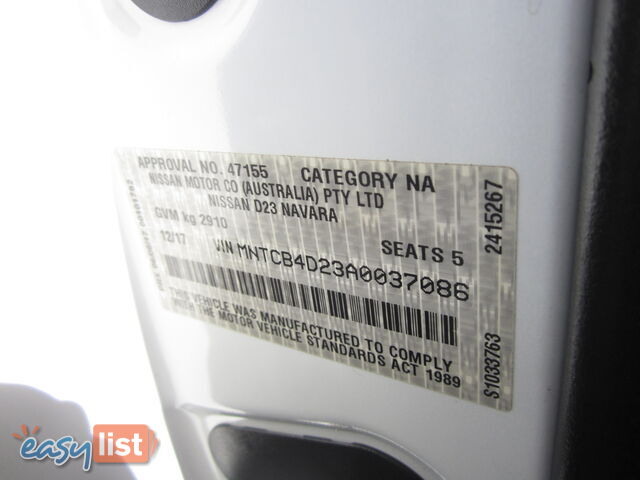 APPROVAL NO. 47155 CATEGORY NA
NISSAN MOTOR CO (AUSTRALIA) PTY LTD
NISSAN D23 NAVARA
GVM kg 2910
12/17 SEATS 5
VIN MNTCB4D23A0037086
THIS VEHICLE WAS MANUFACTURED TO COMPLY
THE MOTOR VEHICLE STANDARDS ACT 1989
2415267
S1033763
easylist